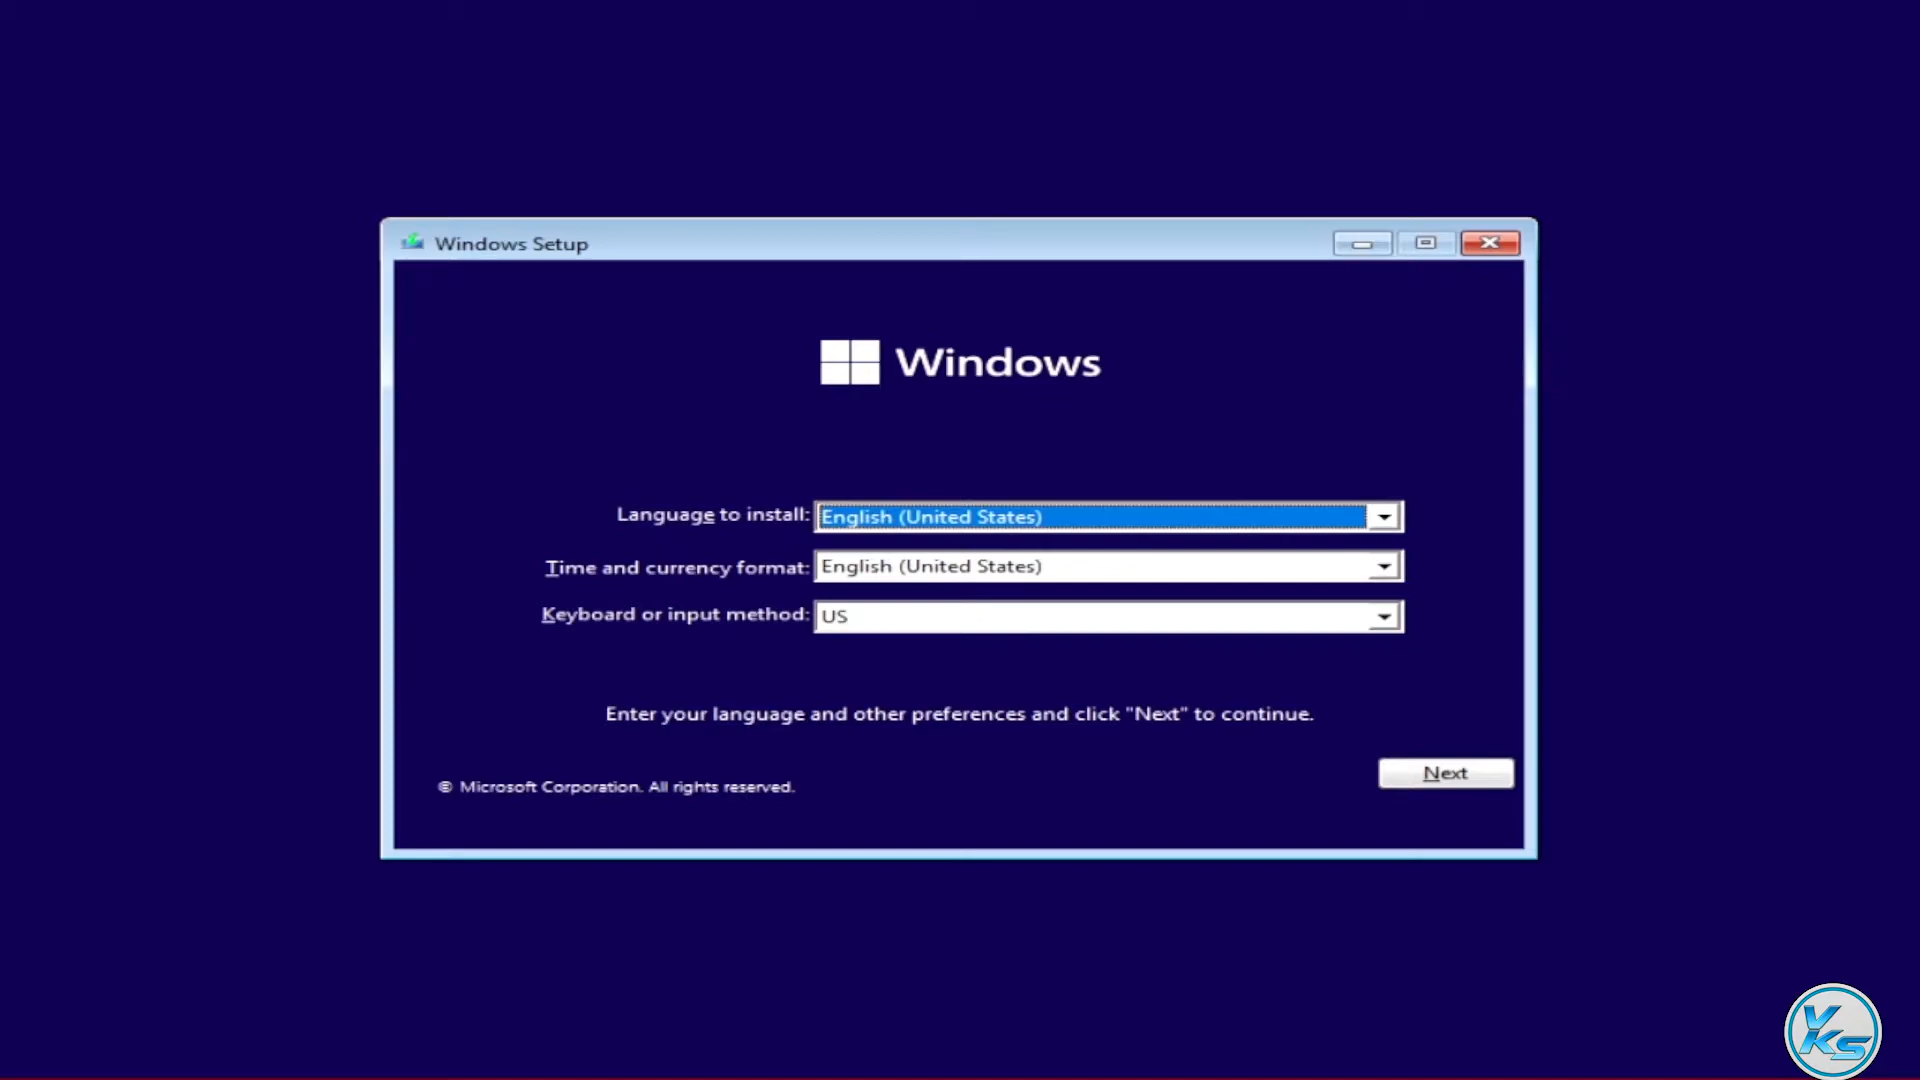 Windows Setup
Windows
Language to install: English (United States)
Time and currency format: English (United States)
Keyboard or input method: US
Enter your language and other preferences and click "Next" to continue.
Next
© Microsoft Corporation. All rights reserved.
VKS